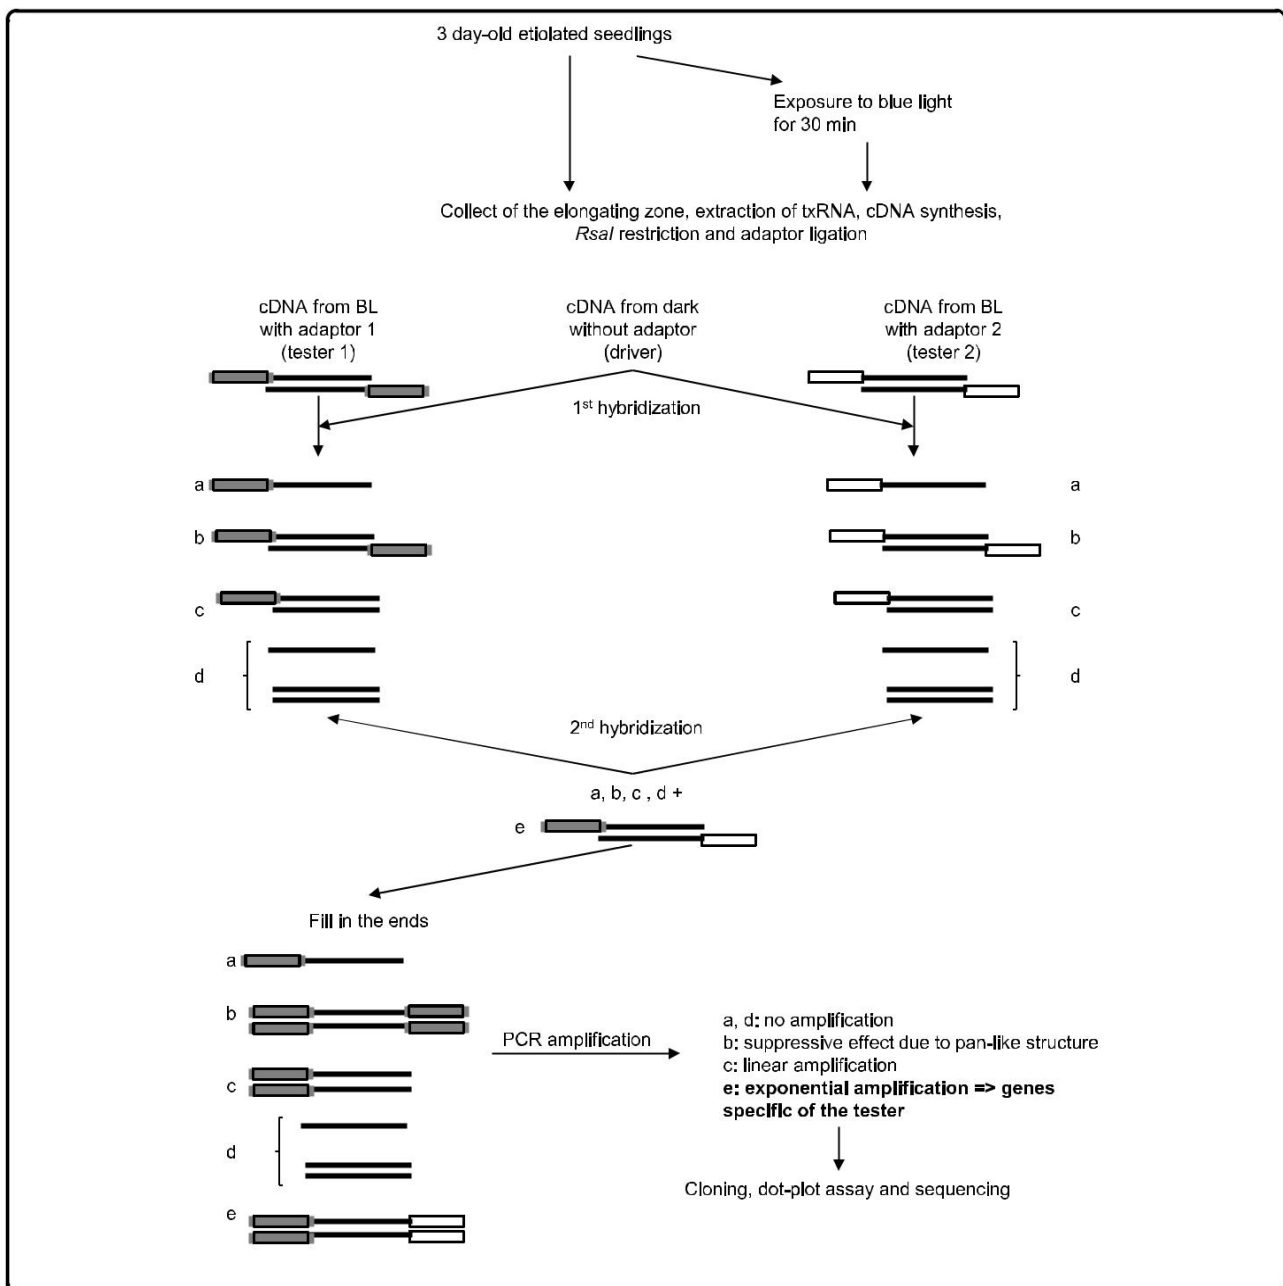 3 day-old etiolated seedlings
Exposure to blue light
for 30 min
Collect of the elongating zone, extraction of txRNA, cDNA synthesis,
RsaI restriction and adaptor ligation
cDNA from BL
with adaptor 1
(tester 1)
cDNA from dark
without adaptor
(driver)
cDNA from BL
with adaptor 2
(tester 2)
1st hybridization
a
a
b
b
c
c
d
d
2nd hybridization
a, b, c , d +
e
Fill in the ends
a
b
c
d
e
PCR amplification
a, d: no amplification
b: suppressive effect due to pan-like structure
c: linear amplification
e: exponential amplification => genes
specific of the tester
Cloning, dot-plot assay and sequencing